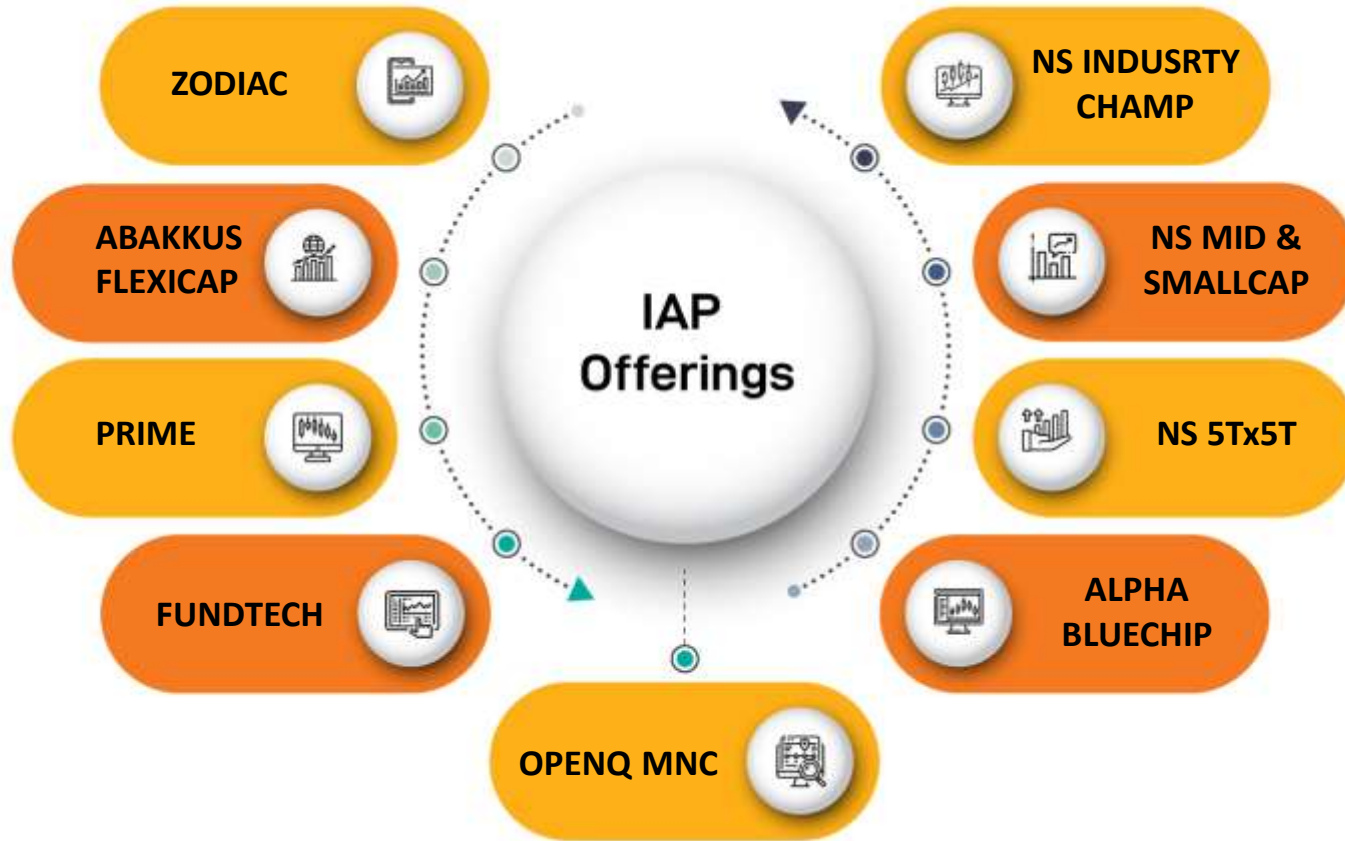 ZODIAC
ABAKKUS
FLEXICAP
PRIME
FUNDTECH
IAP
Offerings
OPENQ MNC
NS INDUSRTY
CHAMP
NS MID &
SMALLCAP
NS 5Tx5T
ALPHA
BLUECHIP